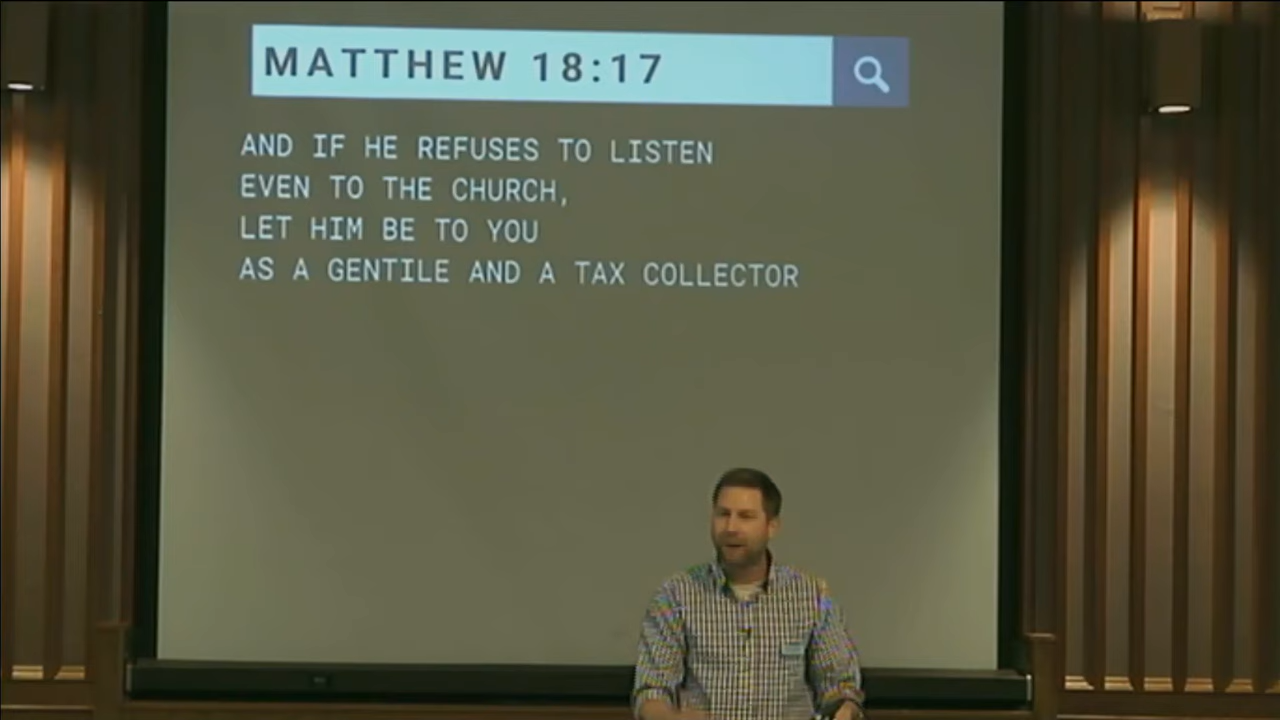 MATTHEW 18:17
AND IF HE REFUSES TO LISTEN
EVEN TO THE CHURCH,
LET HIM BE TO YOU
AS A GENTILE AND A TAX COLLECTOR